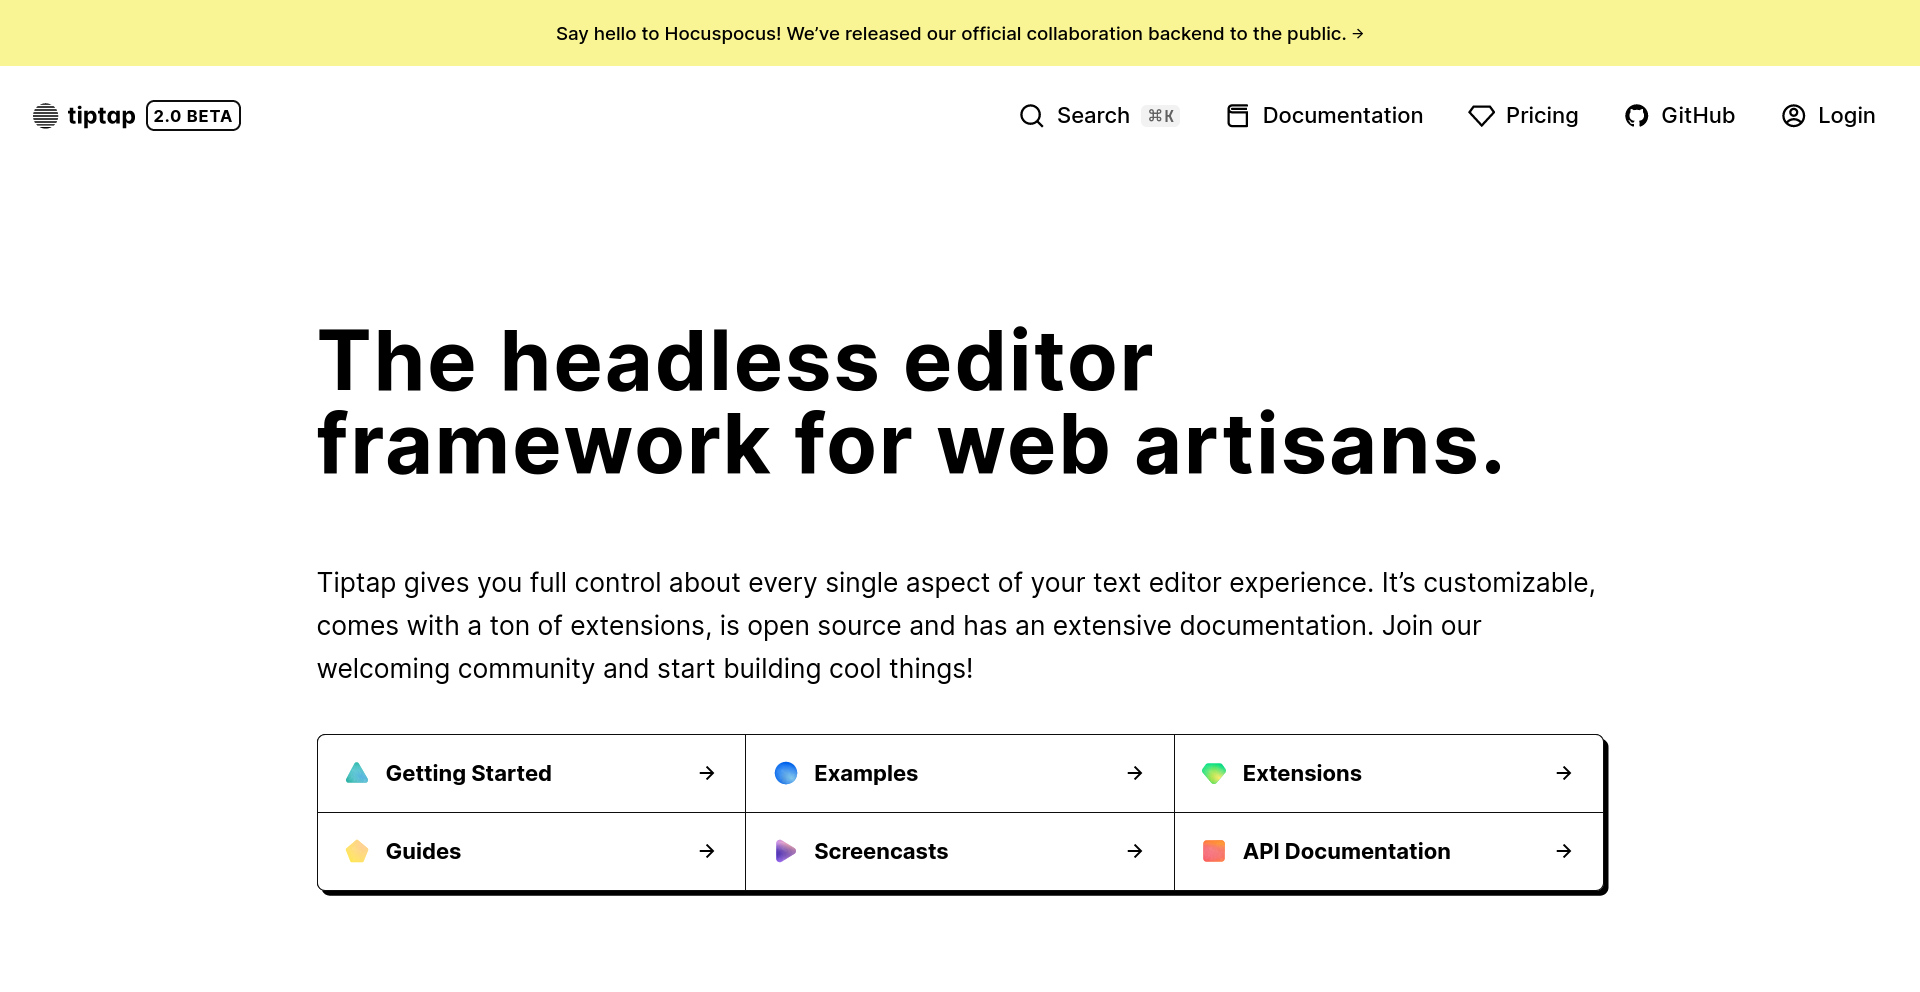 Say hello to Hocuspocus! We’ve released our official collaboration backend to the public. →
tiptap 2.0 BETA
Search ⌘K Documentation Pricing GitHub Login
The headless editor
framework for web artisans.
Tiptap gives you full control about every single aspect of your text editor experience. It’s customizable,
comes with a ton of extensions, is open source and has an extensive documentation. Join our
welcoming community and start building cool things!
Getting Started → Examples → Extensions →
Guides → Screencasts → API Documentation →